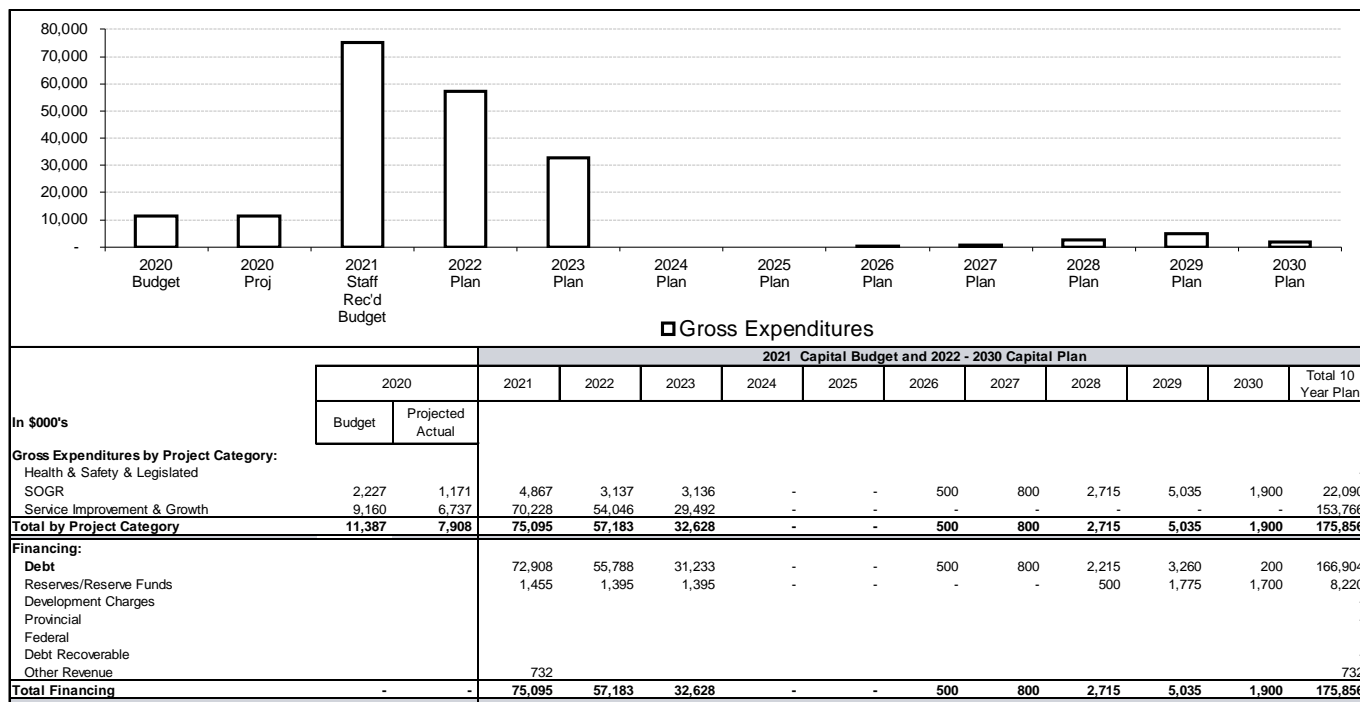 80,000
70,000
60,000
50,000
40,000
30,000
20,000
10,000
-
2020 Budget 2020 Proj 2021 Staff Rec'd Budget 2022 Plan 2023 Plan 2024 Plan 2025 Plan 2026 Plan 2027 Plan 2028 Plan 2029 Plan 2030 Plan
Gross Expenditures
2021 Capital Budget and 2022 - 2030 Capital Plan
2020 2021 2022 2023 2024 2025 2026 2027 2028 2029 2030 Total 10 Year Plan
In $000's Budget Projected Actual
Gross Expenditures by Project Category:
Health & Safety & Legislated
SOGR 2,227 1,171 4,867 3,137 3,136 - - 500 800 2,715 5,035 1,900 22,090
Service Improvement & Growth 9,160 6,737 70,228 54,046 29,492 - - - - - - - 153,766
Total by Project Category 11,387 7,908 75,095 57,183 32,628 - - 500 800 2,715 5,035 1,900 175,856
Financing:
Debt 72,908 55,788 31,233 - - 500 800 2,215 3,260 200 166,904
Reserves/Reserve Funds 1,455 1,395 1,395 - - - - 500 1,775 1,700 8,220
Development Charges
Provincial
Federal
Debt Recoverable
Other Revenue 732 732
Total Financing - - 75,095 57,183 32,628 - - 500 800 2,715 5,035 1,900 175,856